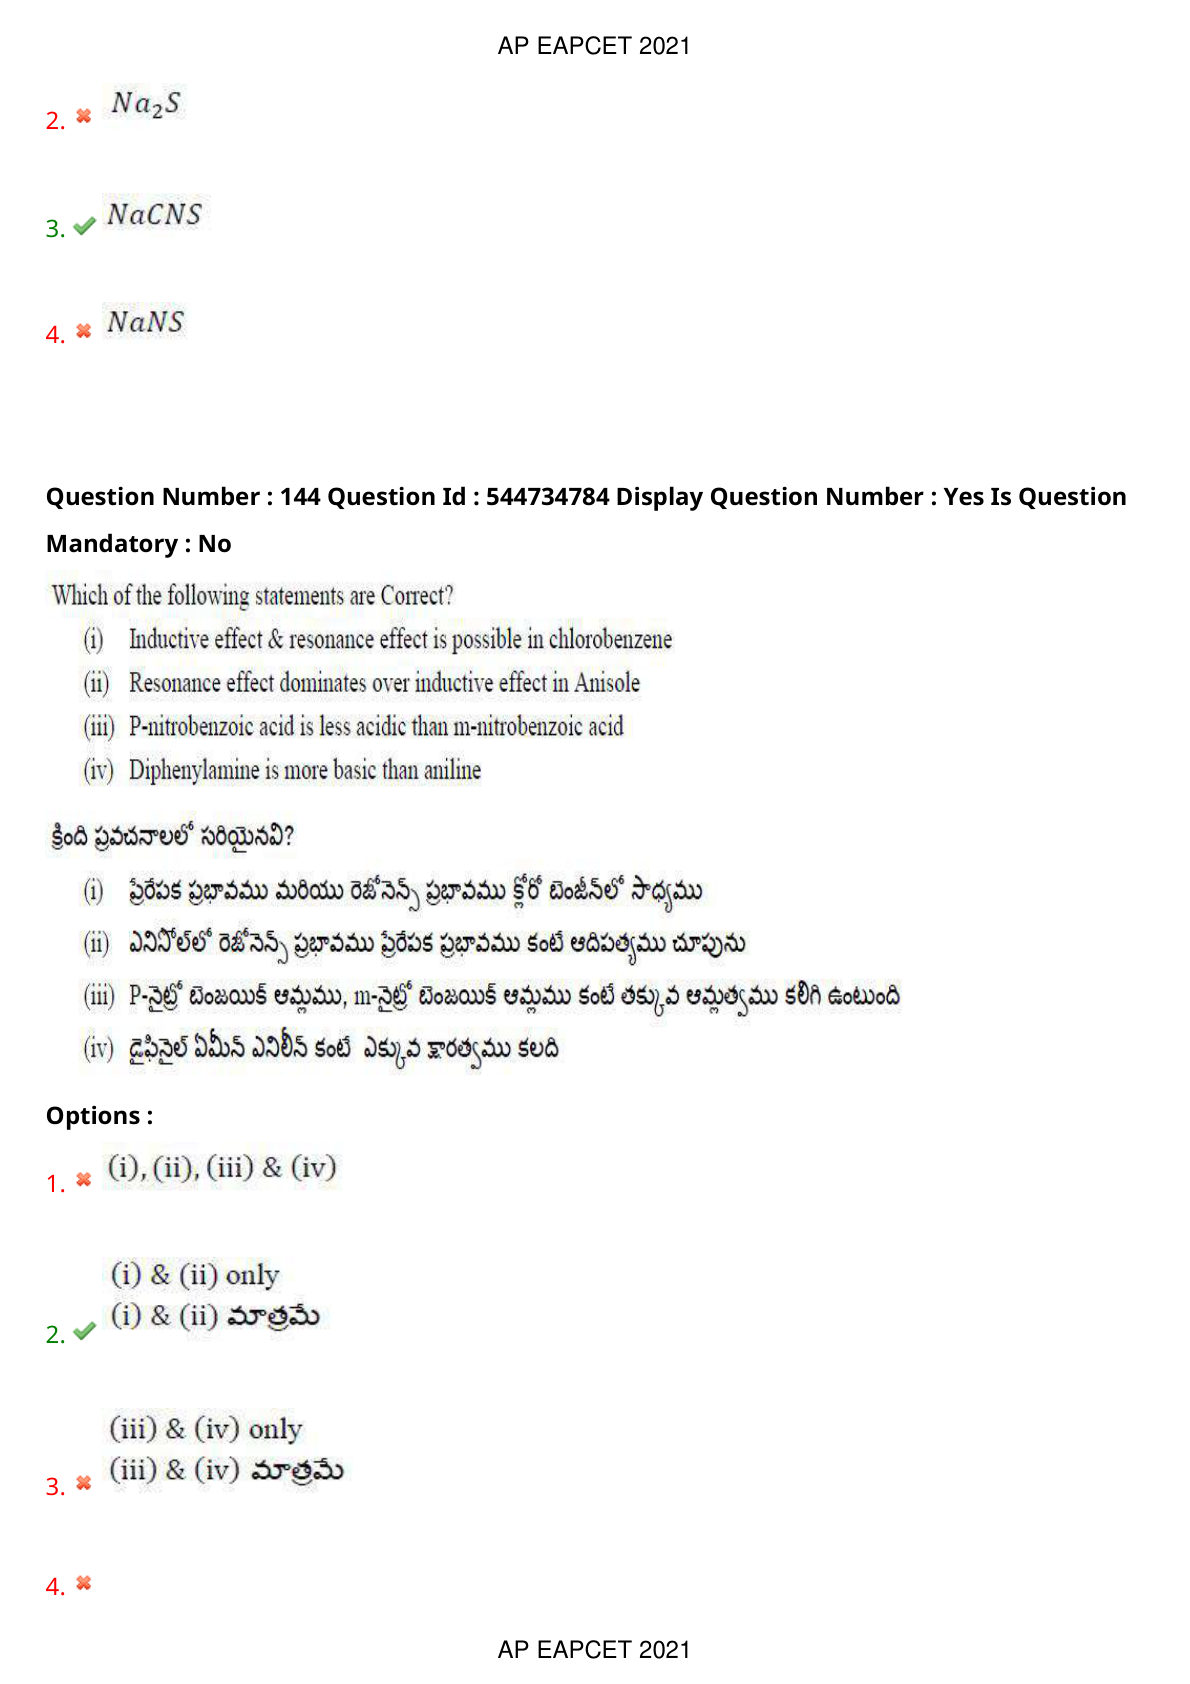 AP EAPCET 2021
2. Na₂S
3. NaCNS
4. NaNS
Question Number : 144 Question Id : 544734784 Display Question Number : Yes Is Question
Mandatory : No
Which of the following statements are Correct?
(i) Inductive effect & resonance effect is possible in chlorobenzene
(ii) Resonance effect dominates over inductive effect in Anisole
(iii) P-nitrobenzoic acid is less acidic than m-nitrobenzoic acid
(iv) Diphenylamine is more basic than aniline
క్రింది ప్రవచనాలలో సరియైనవి?
(i) ప్రేరేపక ప్రభావము మరియు రెజోనెన్స్ ప్రభావము క్లోరో బెంజీన్‌లో సాధ్యము
(ii) ఎనిసోల్‌లో రెజోనెన్స్ ప్రభావము ప్రేరేపక ప్రభావము కంటే ఆదిపత్యము చూపును
(iii) P-నైట్రో బెంజయిక్ ఆమ్లము, m-నైట్రో బెంజయిక్ ఆమ్లము కంటే తక్కువ ఆమ్లత్వము కలిగి ఉంటుంది
(iv) డైఫినైల్ ఏమీన్ ఎనిలీన్ కంటే ఎక్కువ క్షారత్వము కలది
Options :
1. (i), (ii), (iii) & (iv)
(i) & (ii) only
2. (i) & (ii) మాత్రమే
(iii) & (iv) only
3. (iii) & (iv) మాత్రమే
4.
AP EAPCET 2021